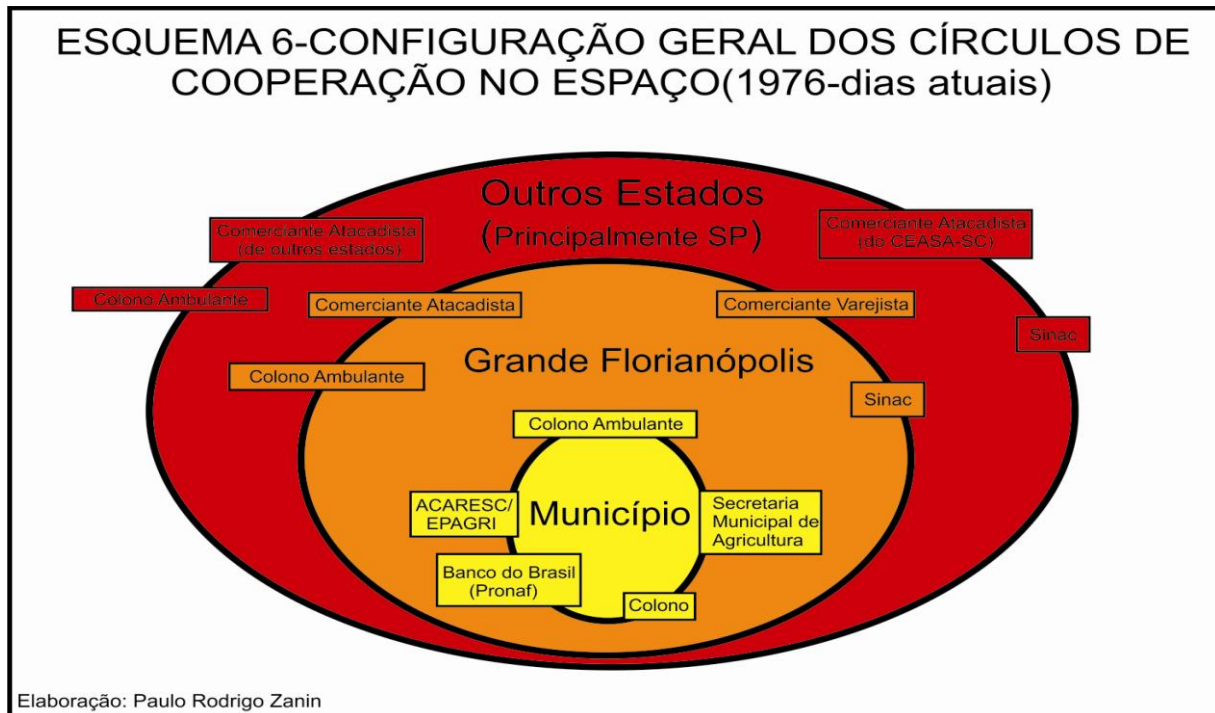 ESQUEMA 6-CONFIGURAÇÃO GERAL DOS CÍRCULOS DE
COOPERAÇÃO NO ESPAÇO(1976-dias atuais)
Outros Estados
(Principalmente SP)
Comerciante Atacadista
(de outros estados)
Comerciante Atacadista
(do CEASA-SC)
Colono Ambulante
Comerciante Atacadista
Comerciante Varejista
Sinac
Grande Florianópolis
Colono Ambulante
Sinac
Colono Ambulante
ACARESC/
EPAGRI
Município
Secretaria
Municipal de
Agricultura
Banco do Brasil
(Pronaf)
Colono
Elaboração: Paulo Rodrigo Zanin